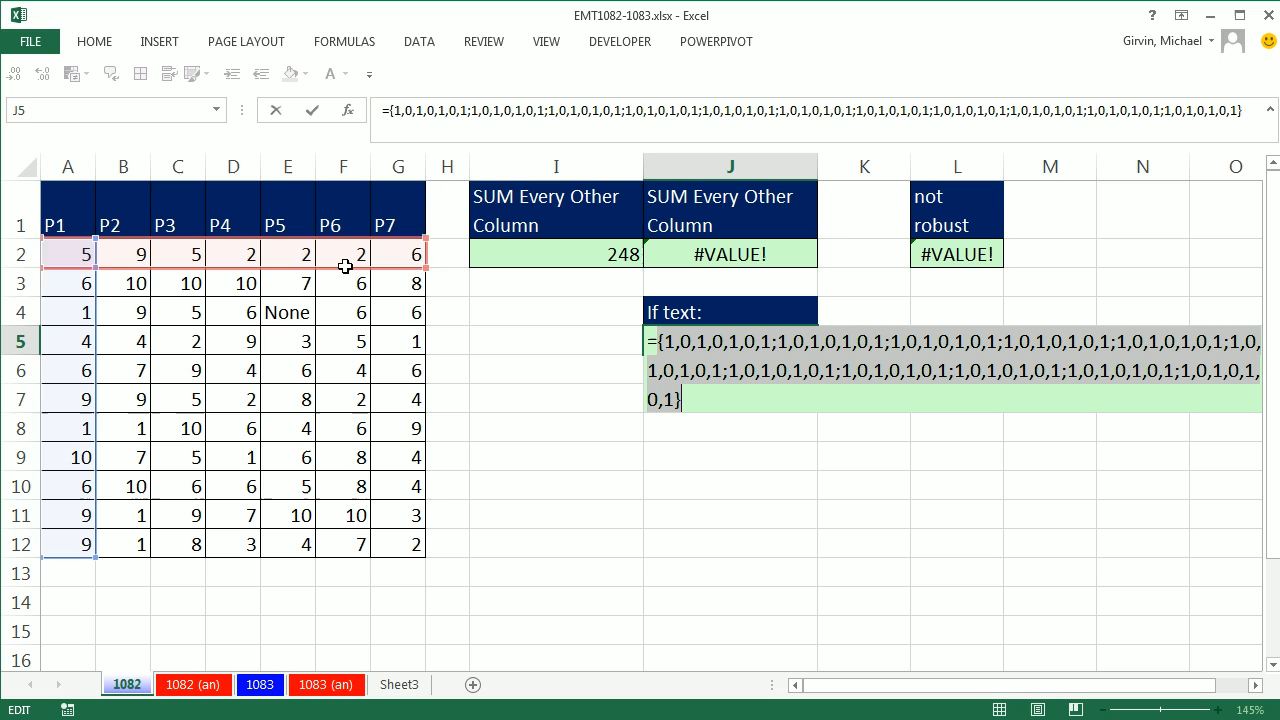 EMT1082-1083.xlsx - Excel
FILE HOME INSERT PAGE LAYOUT FORMULAS DATA REVIEW VIEW DEVELOPER POWERPOINT Girvin, Michael
J5 fx ={1,0,1,0,1,0,1;1,0,1,0,1,0,1;1,0,1,0,1,0,1;1,0,1,0,1,0,1;1,0,1,0,1,0,1;1,0,1,0,1,0,1;1,0,1,0,1,0,1;1,0,1,0,1,0,1;1,0,1,0,1,0,1;1,0,1,0,1,0,1;1,0,1,0,1,0,1}
A B C D E F G H I J K L M N O
1 P1 P2 P3 P4 P5 P6 P7 SUM Every Other Column SUM Every Other Column not robust
2 5 9 5 2 2 2 6 248 #VALUE! #VALUE!
3 6 10 10 10 7 6 8
4 1 9 5 6 None 6 6 If text:
5 4 4 2 9 3 5 1 ={1,0,1,0,1,0,1;1,0,1,0,1,0,1;1,0,1,0,1,0,1;1,0,1,0,1,0,1;1,0,1,0,1,0,1;1,0,
6 6 7 9 4 6 4 6 1,0,1,0,1;1,0,1,0,1,0,1;1,0,1,0,1,0,1;1,0,1,0,1,0,1;1,0,1,0,1,0,1;1,0,1,0,1,
7 9 9 5 2 8 2 4 0,1}
8 1 1 10 6 4 6 9
9 10 7 5 1 6 8 4
10 6 10 6 6 5 8 4
11 9 1 9 7 10 10 3
12 9 1 8 3 4 7 2
13
14
15
16
1082 1082 (an) 1083 1083 (an) Sheet3
EDIT 145%